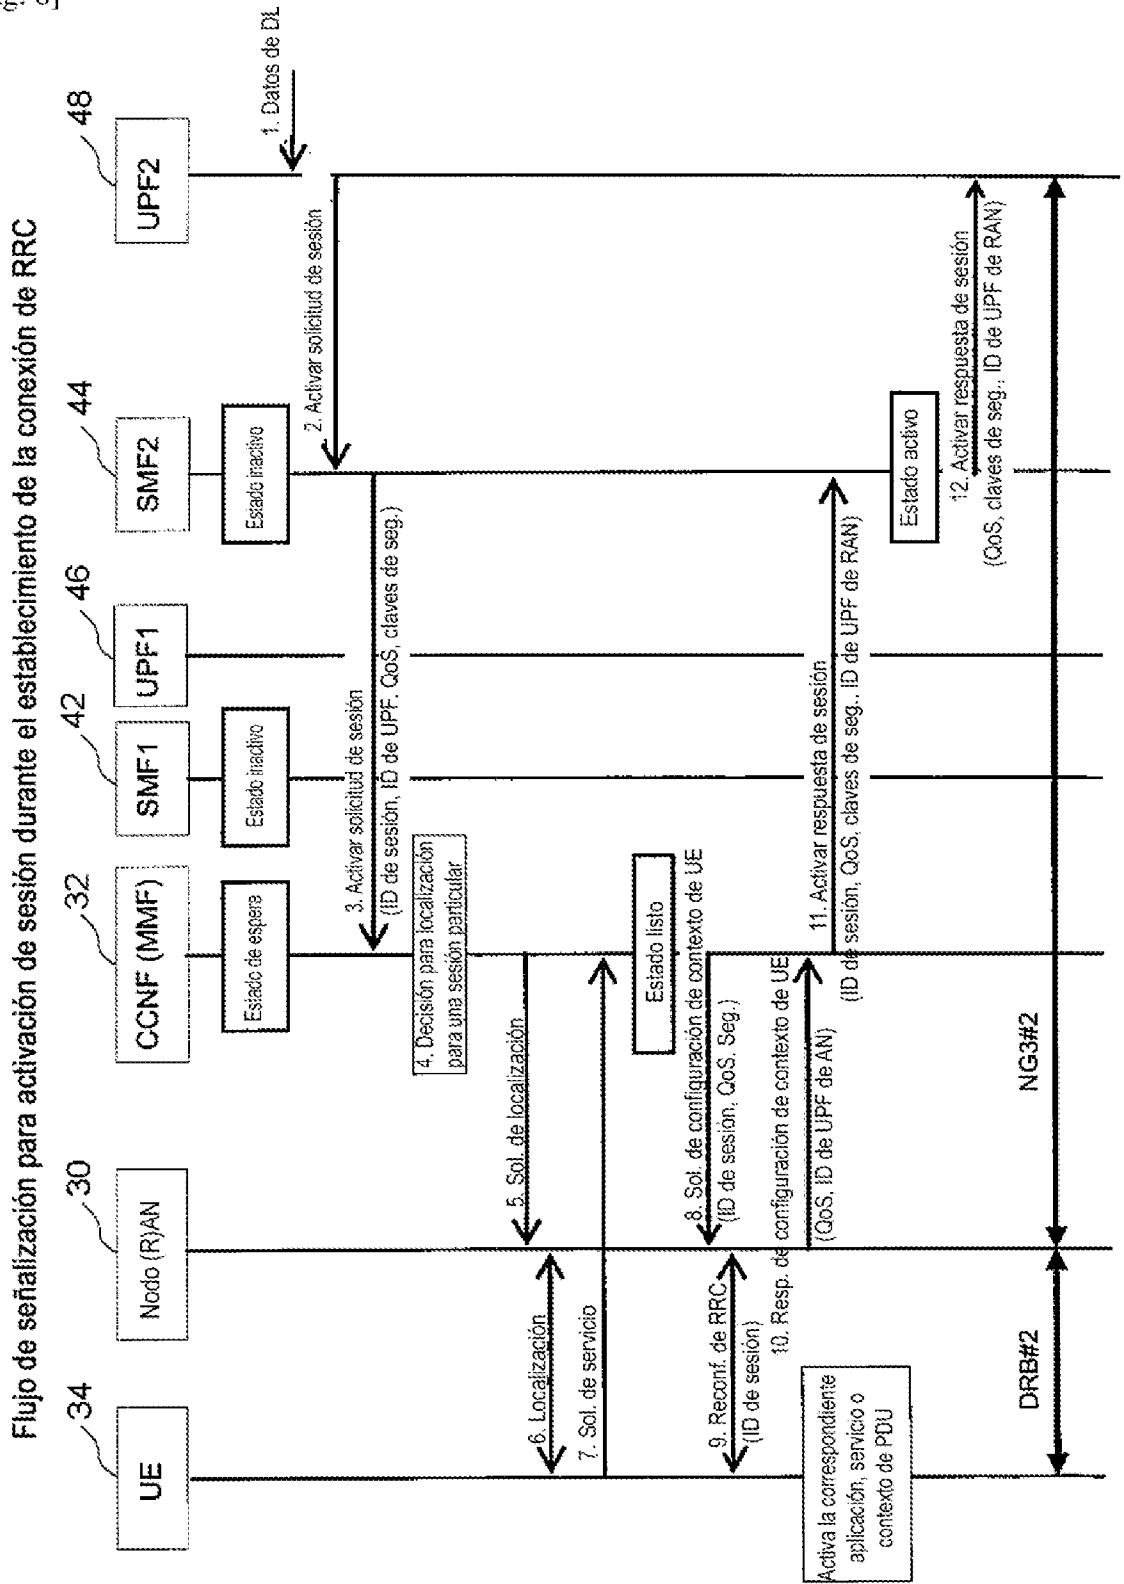 Flujo de señalización para activación de sesión durante el establecimiento de la conexión de RRC
34
30
32
42
46
44
48
UE
Nodo (R)AN
CCNF (MMF)
SMF1
UPF1
SMF2
UPF2
Estado de espera
Estado inactivo
Estado inactivo
1. Datos de DL
2. Activar solicitud de sesión
3. Activar solicitud de sesión
(ID de sesión, ID de UPF, QoS, claves de seg.)
4. Decisión para localización
para una sesión particular
5. Sol. de localización
6. Localización
7. Sol. de servicio
Estado listo
8. Sol. de configuración de contexto de UE
(ID de sesión, QoS, Seg.)
9. Reconf. de RRC
(ID de sesión)
10. Resp. de configuración de contexto de UE
(QoS, ID de UPF de AN)
11. Activar respuesta de sesión
(ID de sesión, QoS, claves de seg., ID de UPF de RAN)
Activa la correspondiente
aplicación, servicio o
contexto de PDU
Estado activo
12. Activar respuesta de sesión
(QoS, claves de seg., ID de UPF de RAN)
DRB#2
NG3#2